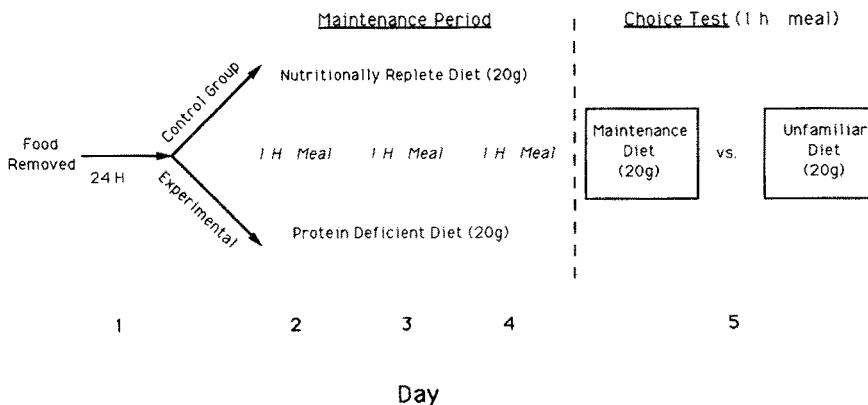 Maintenance Period
Choice Test (1 h meal)
Control Group
Nutritionally Replete Diet (20g)
Food
Removed
24 H
1 H Meal
1 H Meal
1 H Meal
Maintenance
Diet
(20g)
vs.
Unfamiliar
Diet
(20g)
Experimental
Protein Deficient Diet (20g)
1
2
3
4
5
Day